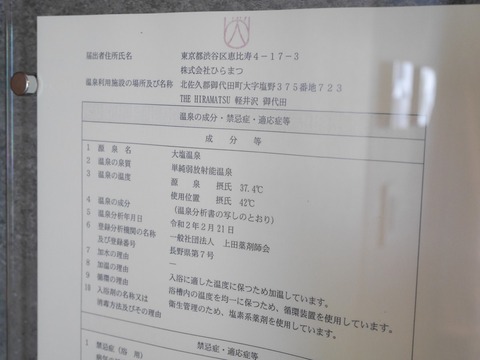 届出者住所氏名 東京都渋谷区恵比寿4-17-3
株式会社ひらまつ
温泉利用施設の場所及び名称 北佐久郡御代田町大字塩野375番地723
THE HIRAMATSU 軽井沢 御代田
温泉の成分・禁忌症・適応症等
成分等
1 源泉名 大塩温泉
2 温泉の泉質 単純弱放射能温泉
3 温泉の温度 源泉 摂氏 37.4℃
使用位置 摂氏 42℃
4 温泉の成分 (温泉分析書の写しのとおり)
5 温泉分析年月日 令和2年2月21日
6 登録分析機関の名称 一般社団法人 上田薬剤師会
及び登録番号 長野県第7号
7 加水の理由 ―
8 加温の理由 入浴に適した温度に保つため加温しています。
9 循環の理由 浴槽内の温度を均一に保つため、循環装置を使用しています。
10 入浴剤の名称又は 衛生管理のため、塩素系薬剤を使用しています。
消毒方法及びその理由
禁忌症・適応症等
1 禁忌症(浴用)